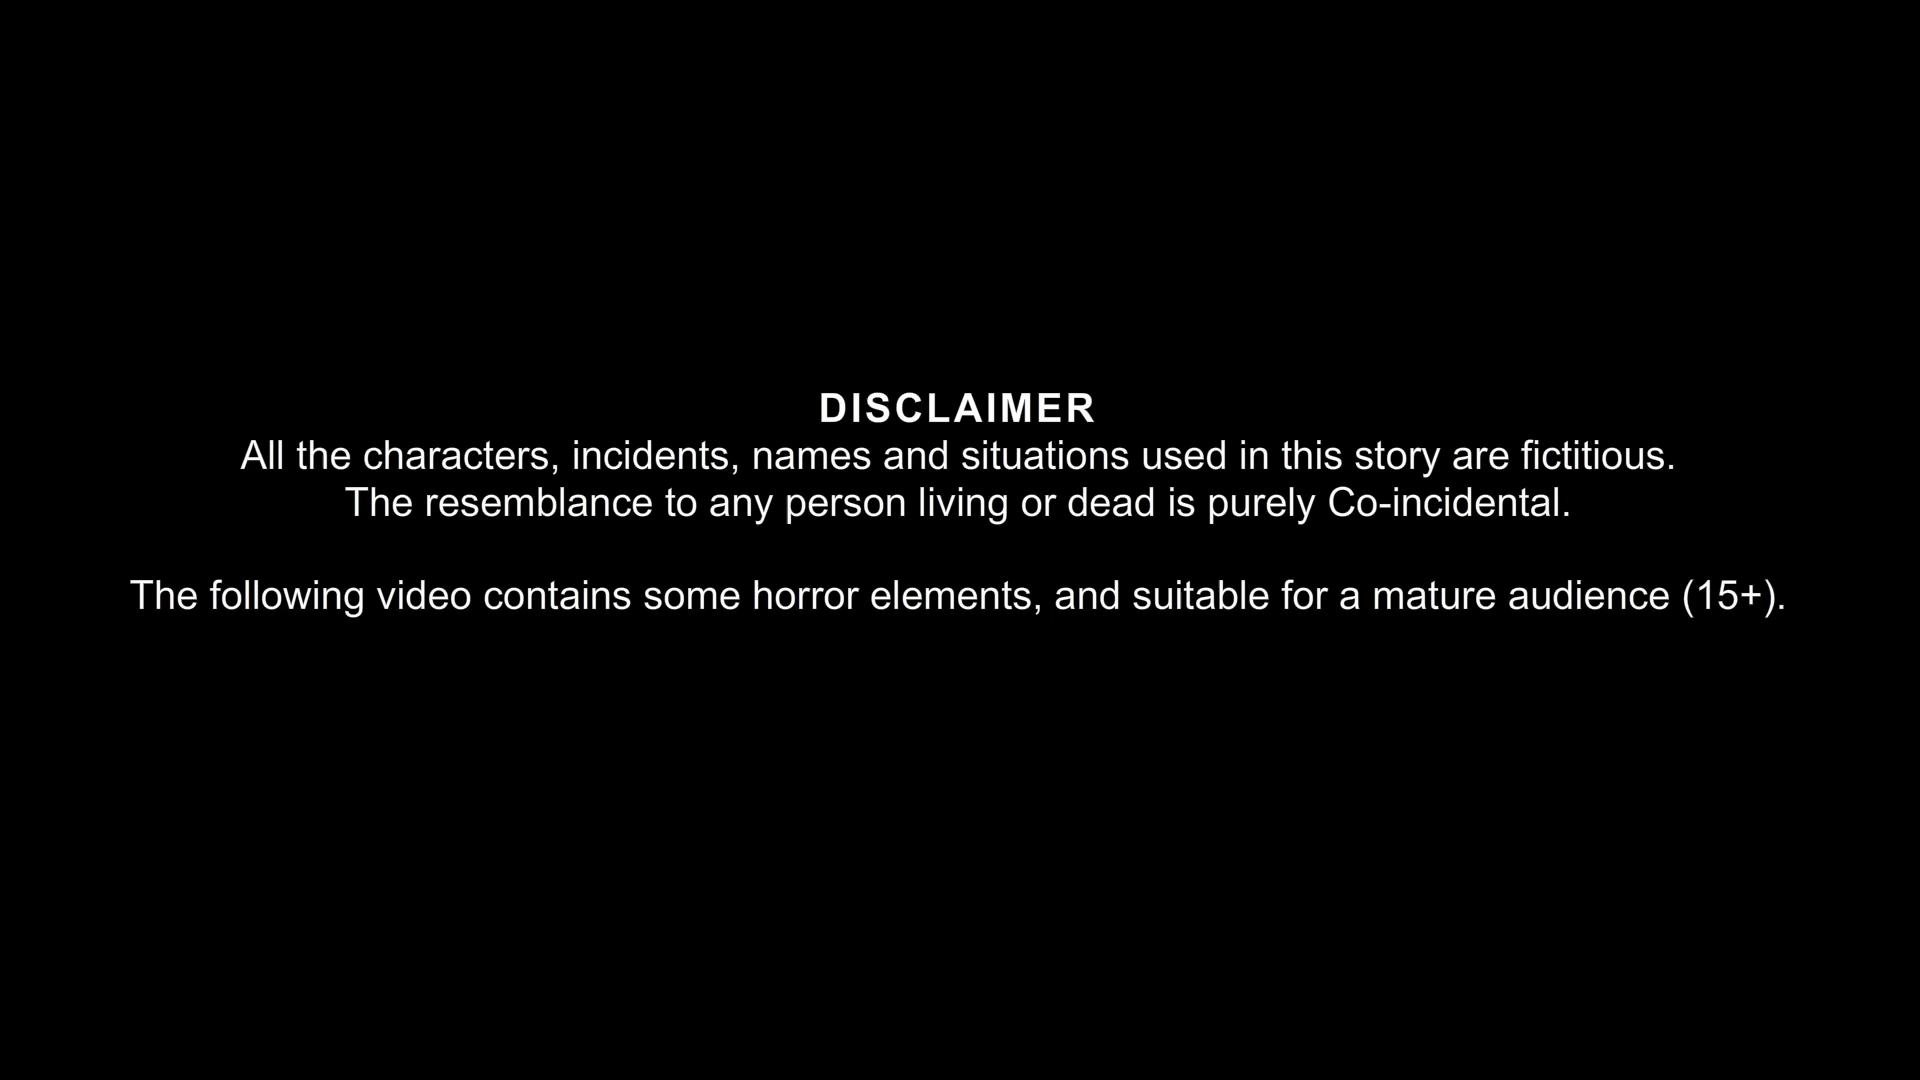 DISCLAIMER
All the characters, incidents, names and situations used in this story are fictitious.
The resemblance to any person living or dead is purely Co-incidental.
The following video contains some horror elements, and suitable for a mature audience (15+).